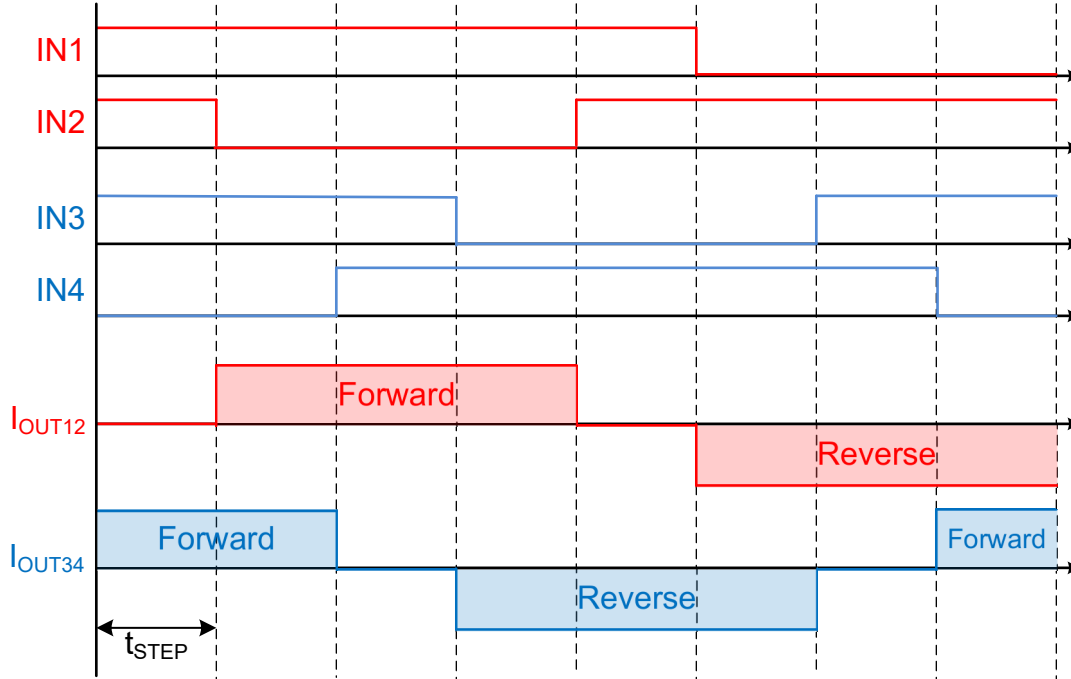 IN1
IN2
IN3
IN4
Forward
IOUT12
Reverse
Forward
Forward
IOUT34
Reverse
tSTEP